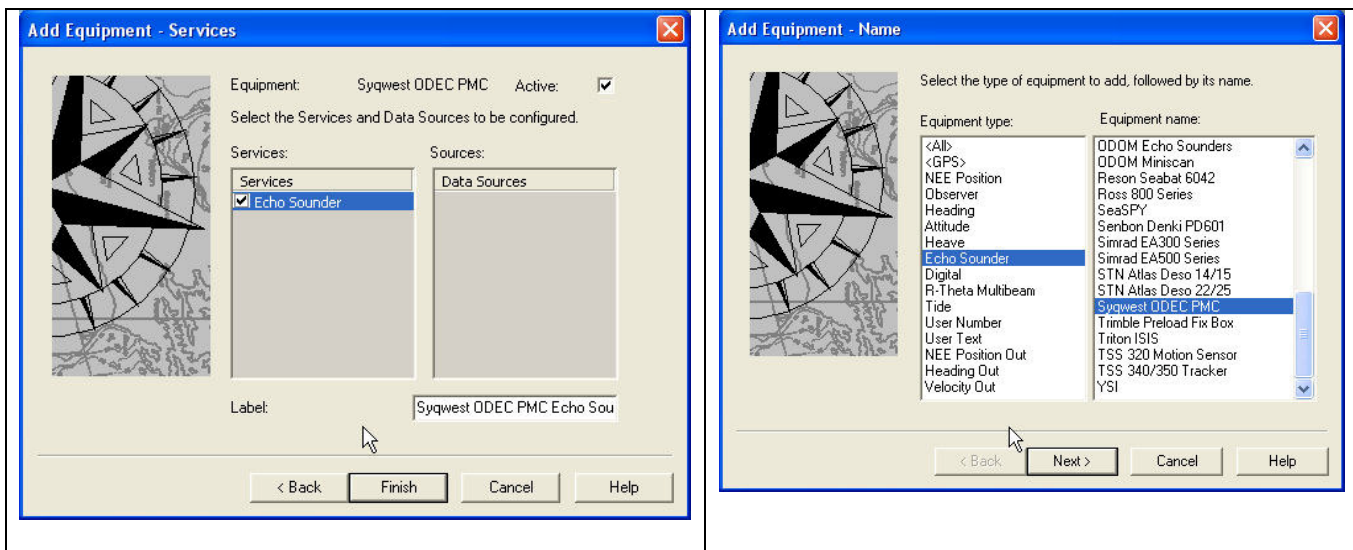 Add Equipment - Services
Equipment: Syqwest ODEC PMC Active:
Select the Services and Data Sources to be configured.
Services: Sources:
Services Data Sources
Echo Sounder
Label: Syqwest ODEC PMC Echo Sou
< Back Finish Cancel Help
Add Equipment - Name
Select the type of equipment to add, followed by its name.
Equipment type:
<All>
<GPS>
NEE Position
Observer
Heading
Attitude
Heave
Echo Sounder
Digital
R-Theta Multibeam
Tide
User Number
User Text
NEE Position Out
Heading Out
Velocity Out
Equipment name:
ODOM Echo Sounders
ODOM Miniscan
Reson Seabat 6042
Ross 800 Series
SeaSPY
Senbon Denki PD601
Simrad EA300 Series
Simrad EA500 Series
STN Atlas Deso 14/15
STN Atlas Deso 22/25
Syqwest ODEC PMC
Trimble Preload Fix Box
Triton ISIS
TSS 320 Motion Sensor
TSS 340/350 Tracker
YSI
< Back Next > Cancel Help